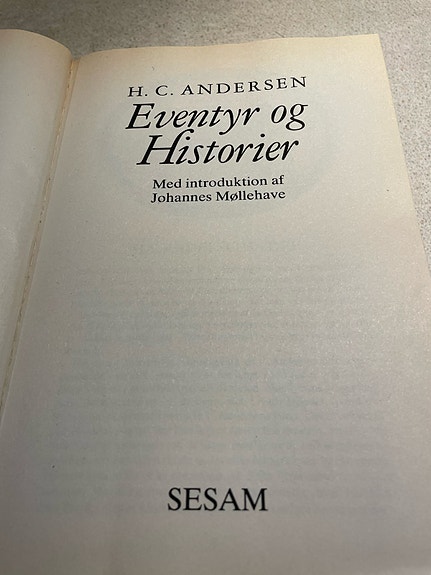 H. C. ANDERSEN
Eventyr og
Historier
Med introduktion af
Johannes Møllehave
SESAM